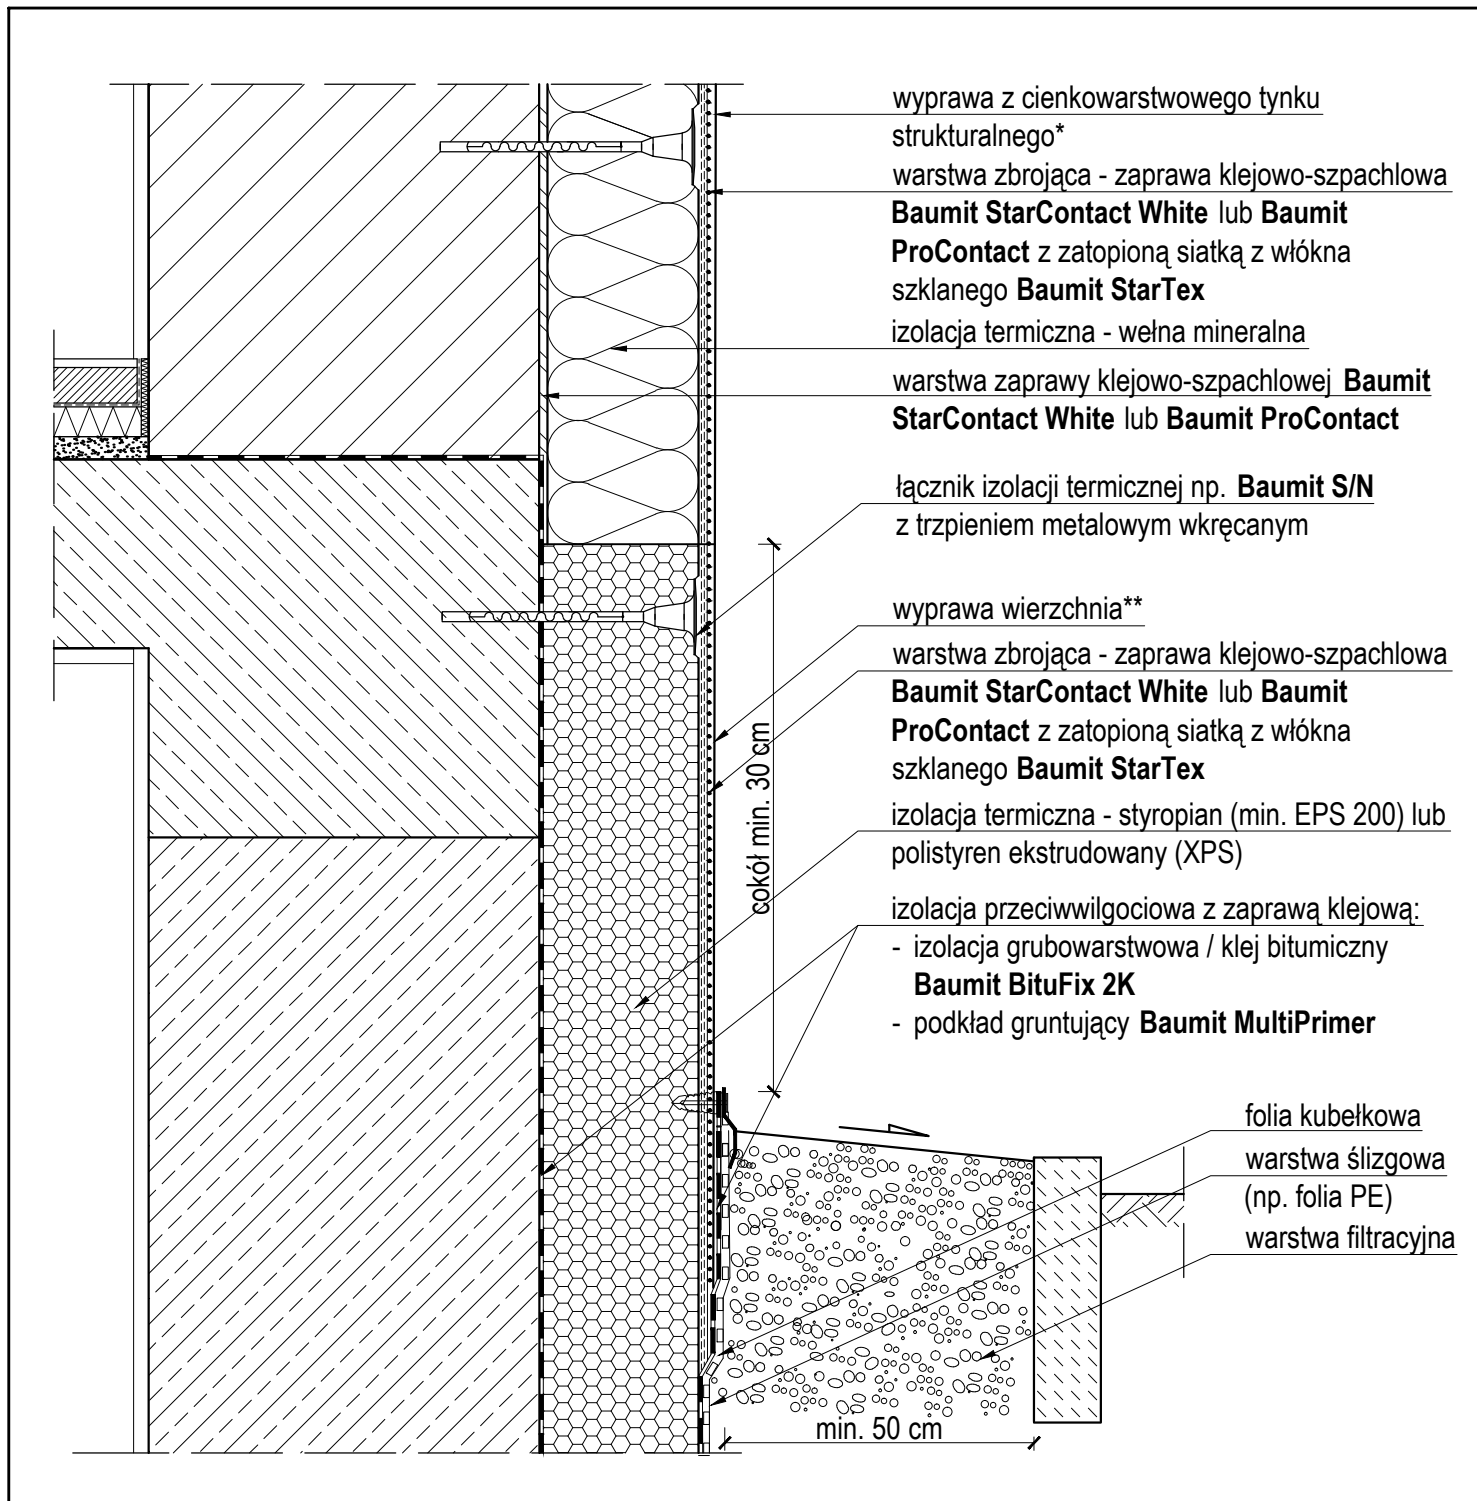 wyprawa z cienkowarstwowego tynku
strukturalnego*
warstwa zbrojąca - zaprawa klejowo-szpachlowa
Baumit StarContact White lub Baumit
ProContact z zatopioną siatką z włókna
szklanego Baumit StarTex
izolacja termiczna - wełna mineralna
warstwa zaprawy klejowo-szpachlowej Baumit
StarContact White lub Baumit ProContact
łącznik izolacji termicznej np. Baumit S/N
z trzpieniem metalowym wkręcanym
wyprawa wierzchnia**
warstwa zbrojąca - zaprawa klejowo-szpachlowa
Baumit StarContact White lub Baumit
ProContact z zatopioną siatką z włókna
szklanego Baumit StarTex
izolacja termiczna - styropian (min. EPS 200) lub
polistyren ekstrudowany (XPS)
izolacja przeciwwilgociowa z zaprawą klejową:
- izolacja grubowarstwowa / klej bitumiczny
Baumit BituFix 2K
- podkład gruntujący Baumit MultiPrimer
cokół min. 30 cm
folia kubełkowa
warstwa ślizgowa
(np. folia PE)
warstwa filtracyjna
min. 50 cm